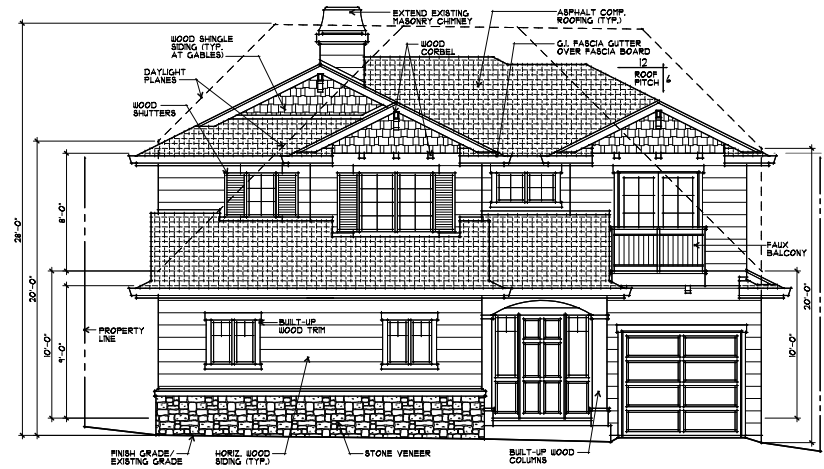 EXTEND EXISTING
MASONRY CHIMNEY
ASPHALT COMP.
ROOFING (TYP.)
WOOD SHINGLE
SIDING (TYP.
AT GABLES)
WOOD
CORBEL
G.I. FASCIA GUTTER
OVER FASCIA BOARD
12
ROOF
PITCH
6
DAYLIGHT
PLANES
WOOD
SHUTTERS
28'-0"
20'-0"
8'-0"
10'-0"
9'-0"
FAUX
BALCONY
20'-0"
10'-0"
PROPERTY
LINE
BUILT-UP
WOOD TRIM
FINISH GRADE/
EXISTING GRADE
HORIZ. WOOD
SIDING (TYP.)
STONE VENEER
BUILT-UP WOOD
COLUMNS